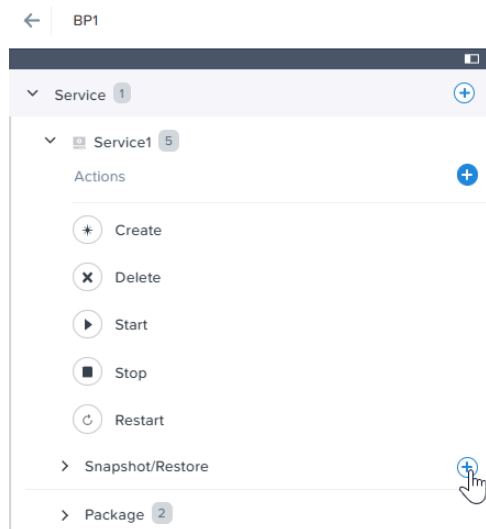 BP1
Service 1
Service1 5
Actions
Create
Delete
Start
Stop
Restart
Snapshot/Restore
Package 2